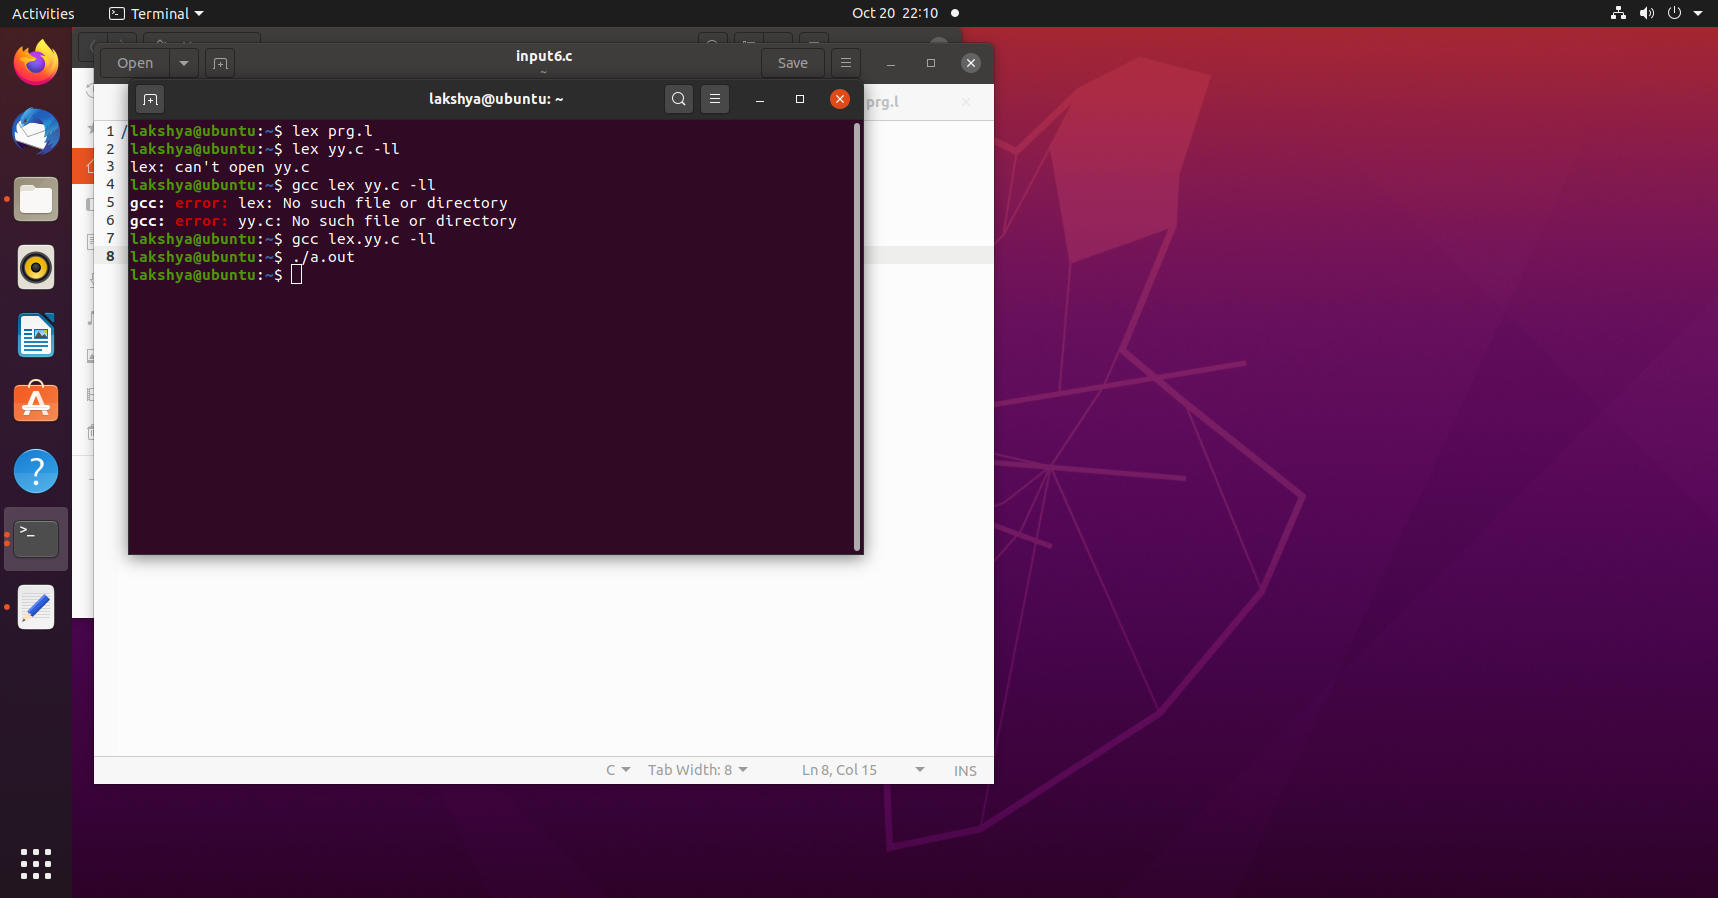 Activities
Terminal
Oct 20 22:10
Open
input6.c
~
Save
lakshya@ubuntu: ~
prg.l
1 /
2
3
4
5
6
7
8
lakshya@ubuntu:~$ lex prg.l
lakshya@ubuntu:~$ lex yy.c -ll
lex: can't open yy.c
lakshya@ubuntu:~$ gcc lex yy.c -ll
gcc: error: lex: No such file or directory
gcc: error: yy.c: No such file or directory
lakshya@ubuntu:~$ gcc lex.yy.c -ll
lakshya@ubuntu:~$ ./a.out
lakshya@ubuntu:~$
C
Tab Width: 8
Ln 8, Col 15
INS